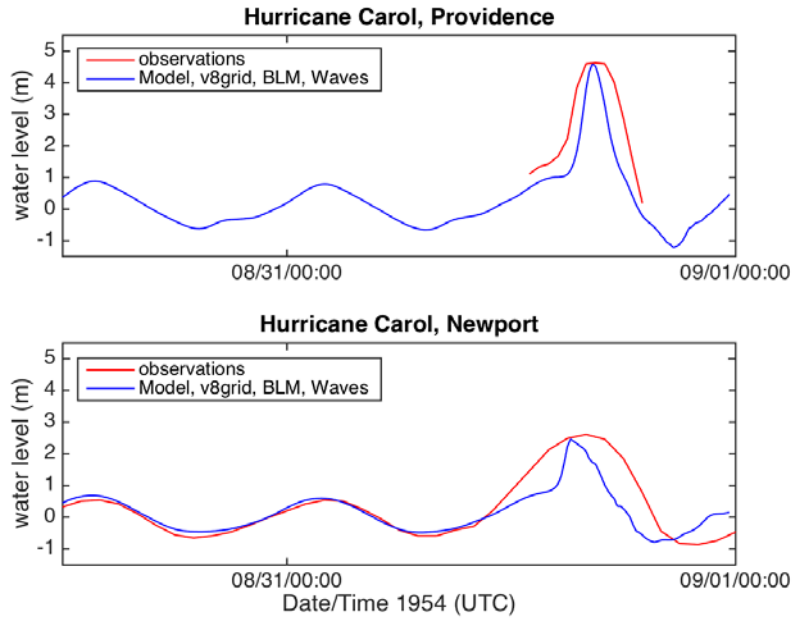 Hurricane Carol, Providence
water level (m)
5
4
3
2
1
0
-1
observations
Model, v8grid, BLM, Waves
08/31/00:00
09/01/00:00
Hurricane Carol, Newport
water level (m)
5
4
3
2
1
0
-1
observations
Model, v8grid, BLM, Waves
08/31/00:00
09/01/00:00
Date/Time 1954 (UTC)